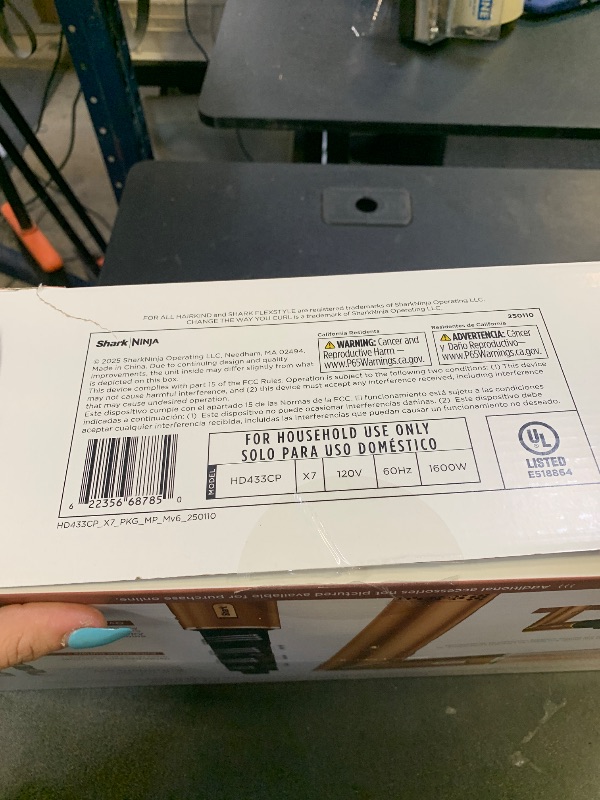 FOR ALL HAIRKIND and SHARK FLEXSTYLE are registered trademarks of SharkNinja Operating LLC.
CHANGE THE WAY YOU CURL is a trademark of SharkNinja Operating LLC.
250110
Shark | NINJA
© 2025 SharkNinja Operating LLC, Needham, MA 02494.
Made in China. Due to continuing design and quality
improvements, the unit inside may differ slightly from what
is depicted on this box.
California Residents
WARNING: Cancer and
Reproductive Harm —
www.P65Warnings.ca.gov.
Residentes de California
ADVERTENCIA: Cáncer
y Daño Reproductivo—
www.P65Warnings.ca.gov.
This device complies with part 15 of the FCC Rules. Operation is subject to the following two conditions: (1) This device
may not cause harmful interference, and (2) this device must accept any interference received, including interference
that may cause undesired operation.
Este dispositivo cumple con el apartado 15 de las Normas de la FCC. El funcionamiento está sujeto a las condiciones
indicadas a continuación: (1) Este dispositivo no puede ocasionar interferencias dañinas. (2) Este dispositivo debe
aceptar cualquier interferencia recibida, incluidas las interferencias que puedan causar un funcionamiento no deseado.
6 22356 68785 0
FOR HOUSEHOLD USE ONLY
SOLO PARA USO DOMÉSTICO
MODEL HD433CP X7 120V 60Hz 1600W
UL
LISTED
E518864
HD433CP_X7_PKG_MP_Mv6_250110
Additional accessories not pictured available for purchase online.